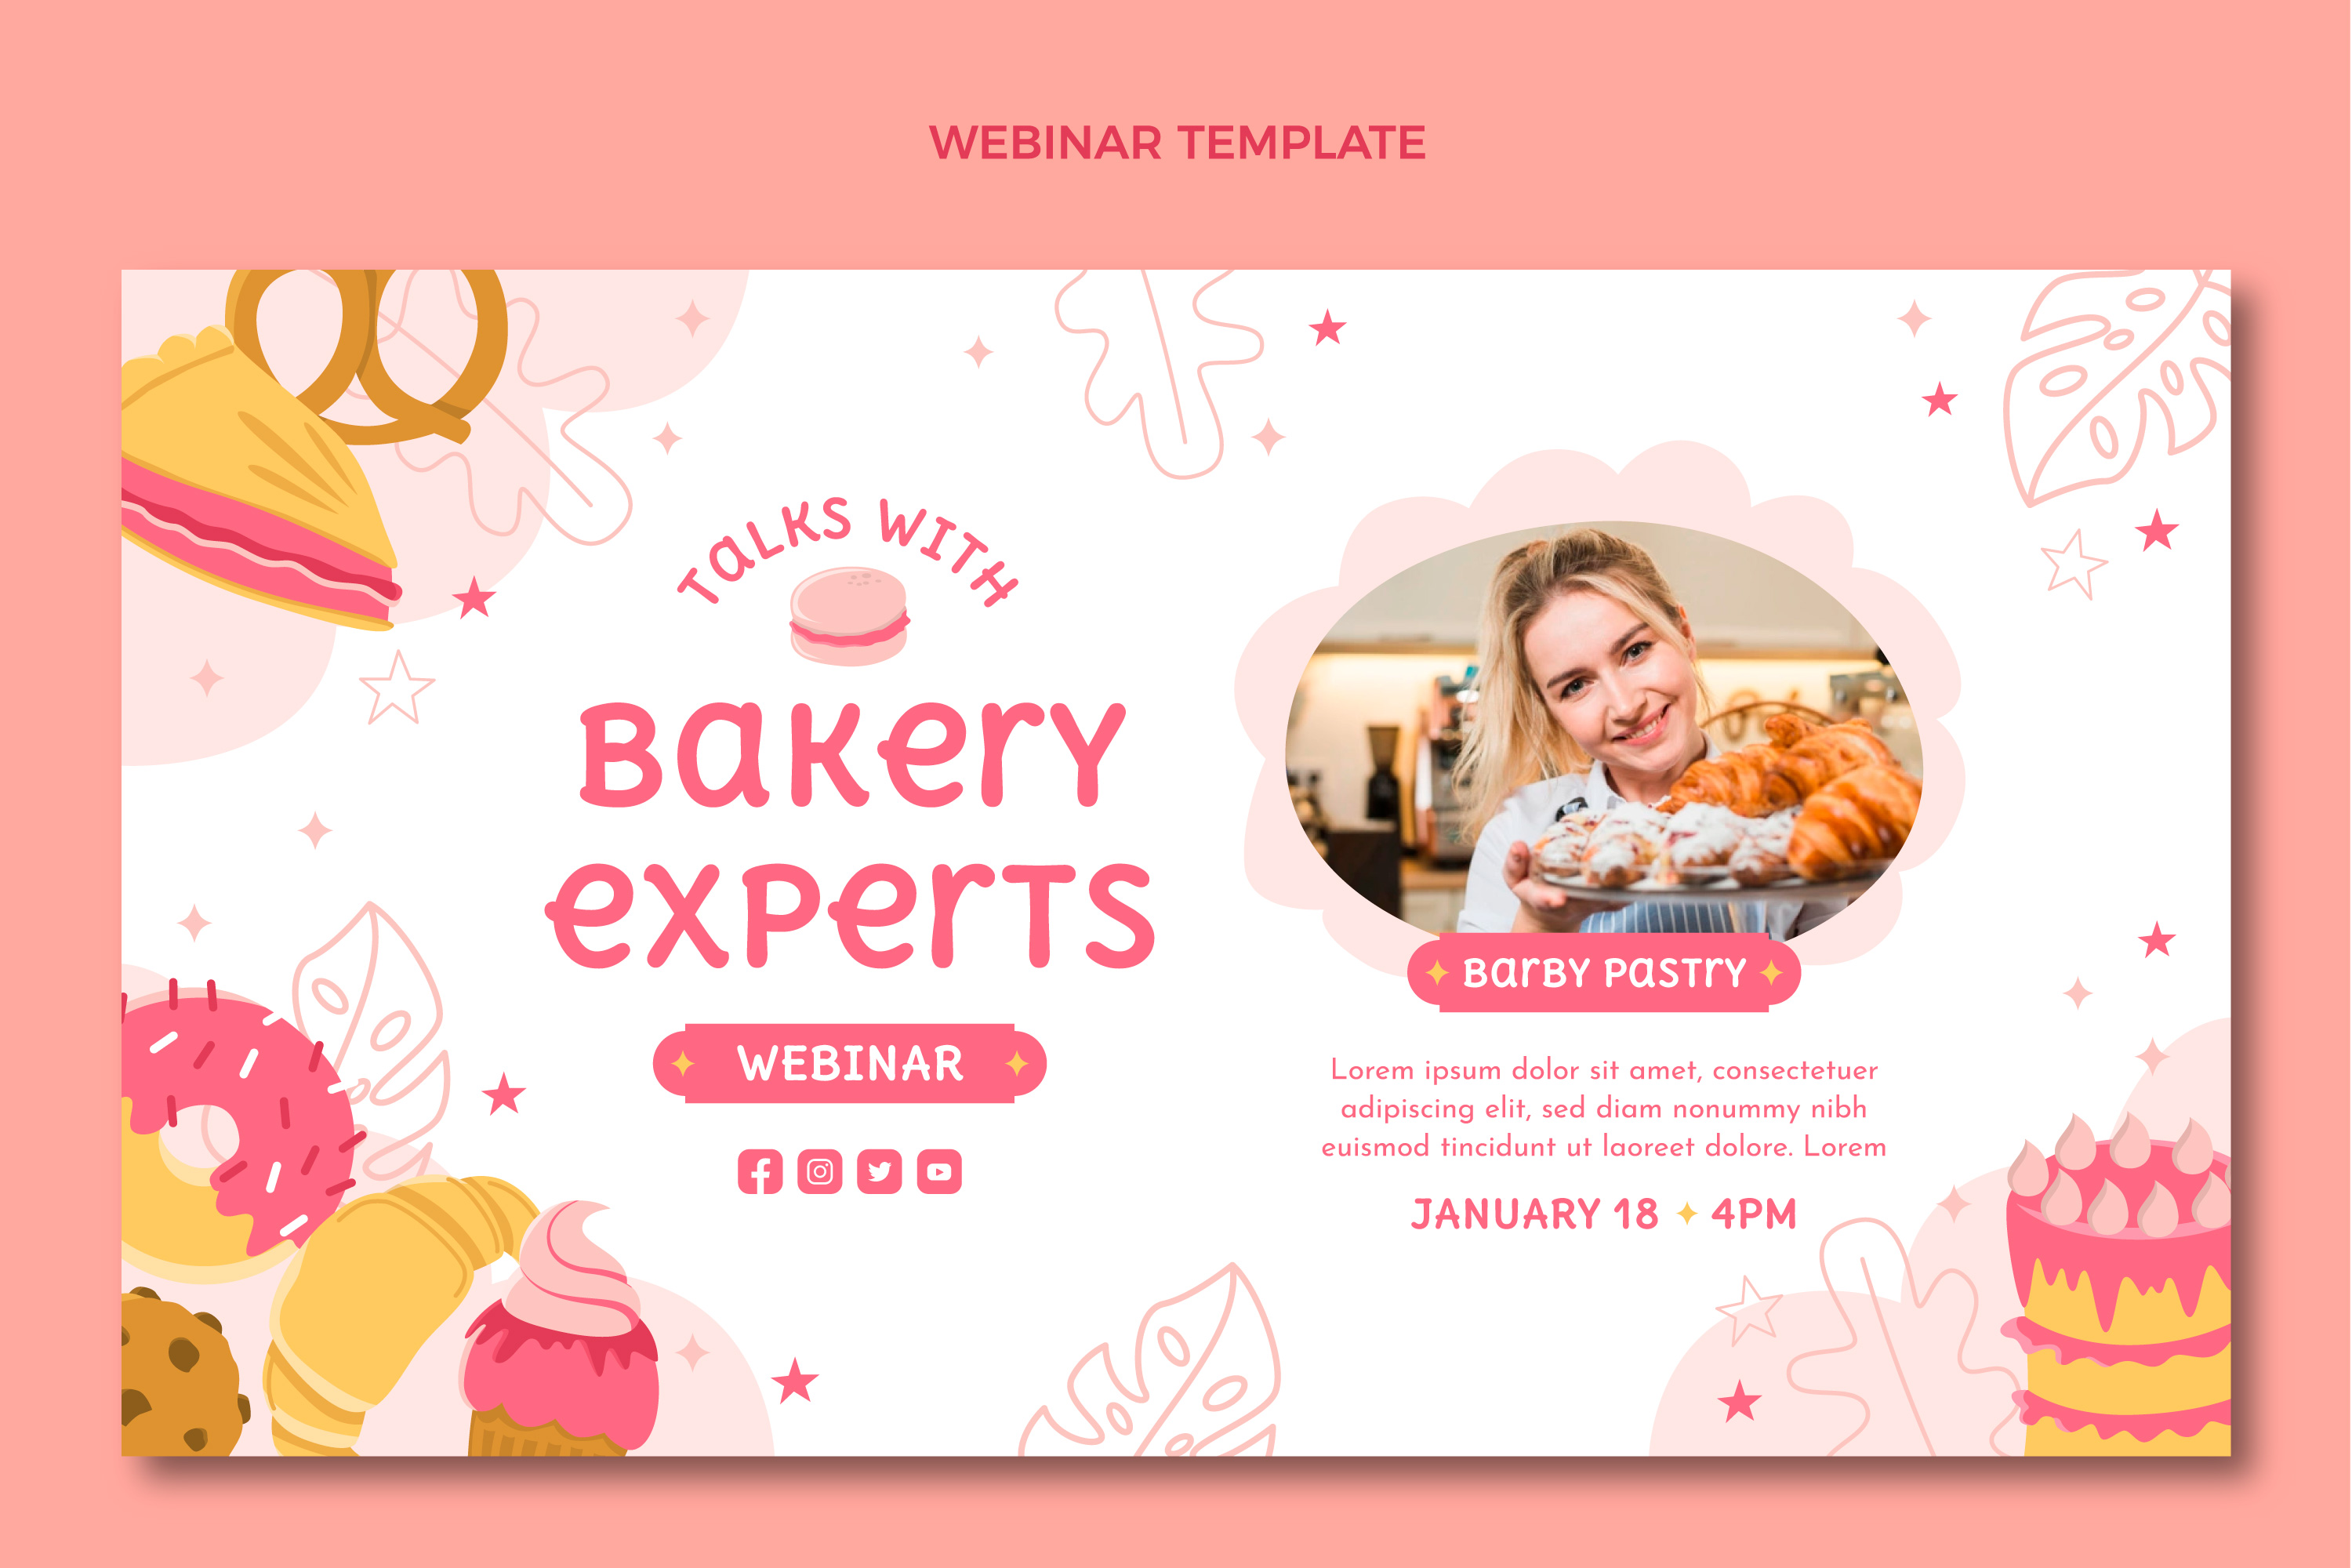 WEBINAR TEMPLATE
TALKS WITH
BAKERY
EXPERTS
WEBINAR
BARBY PASTRY
Lorem ipsum dolor sit amet, consectetuer
adipiscing elit, sed diam nonummy nibh
euismod tincidunt ut laoreet dolore. Lorem
JANUARY 18 4PM